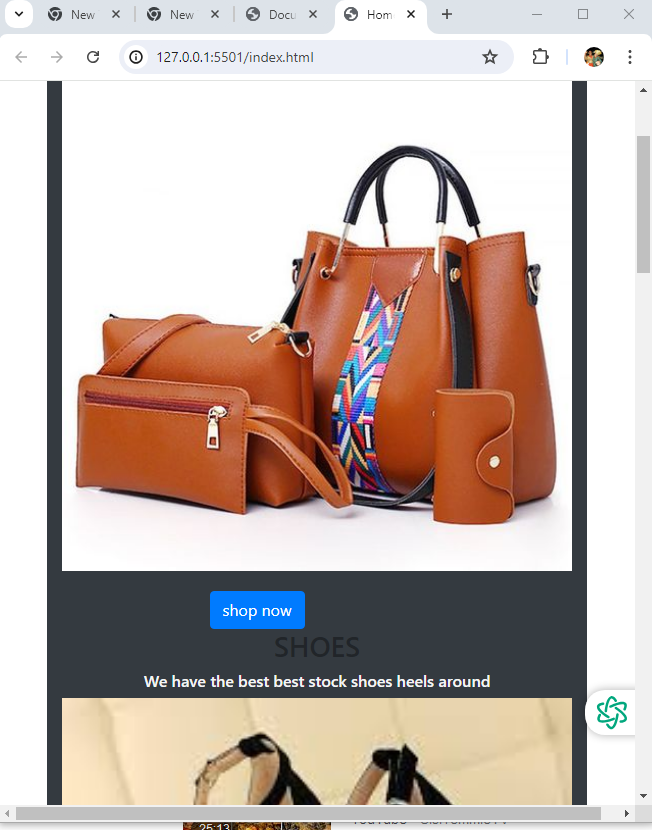 New
New
Docu
Hom
127.0.0.1:5501/index.html
shop now
SHOES
We have the best best stock shoes heels around
25:13